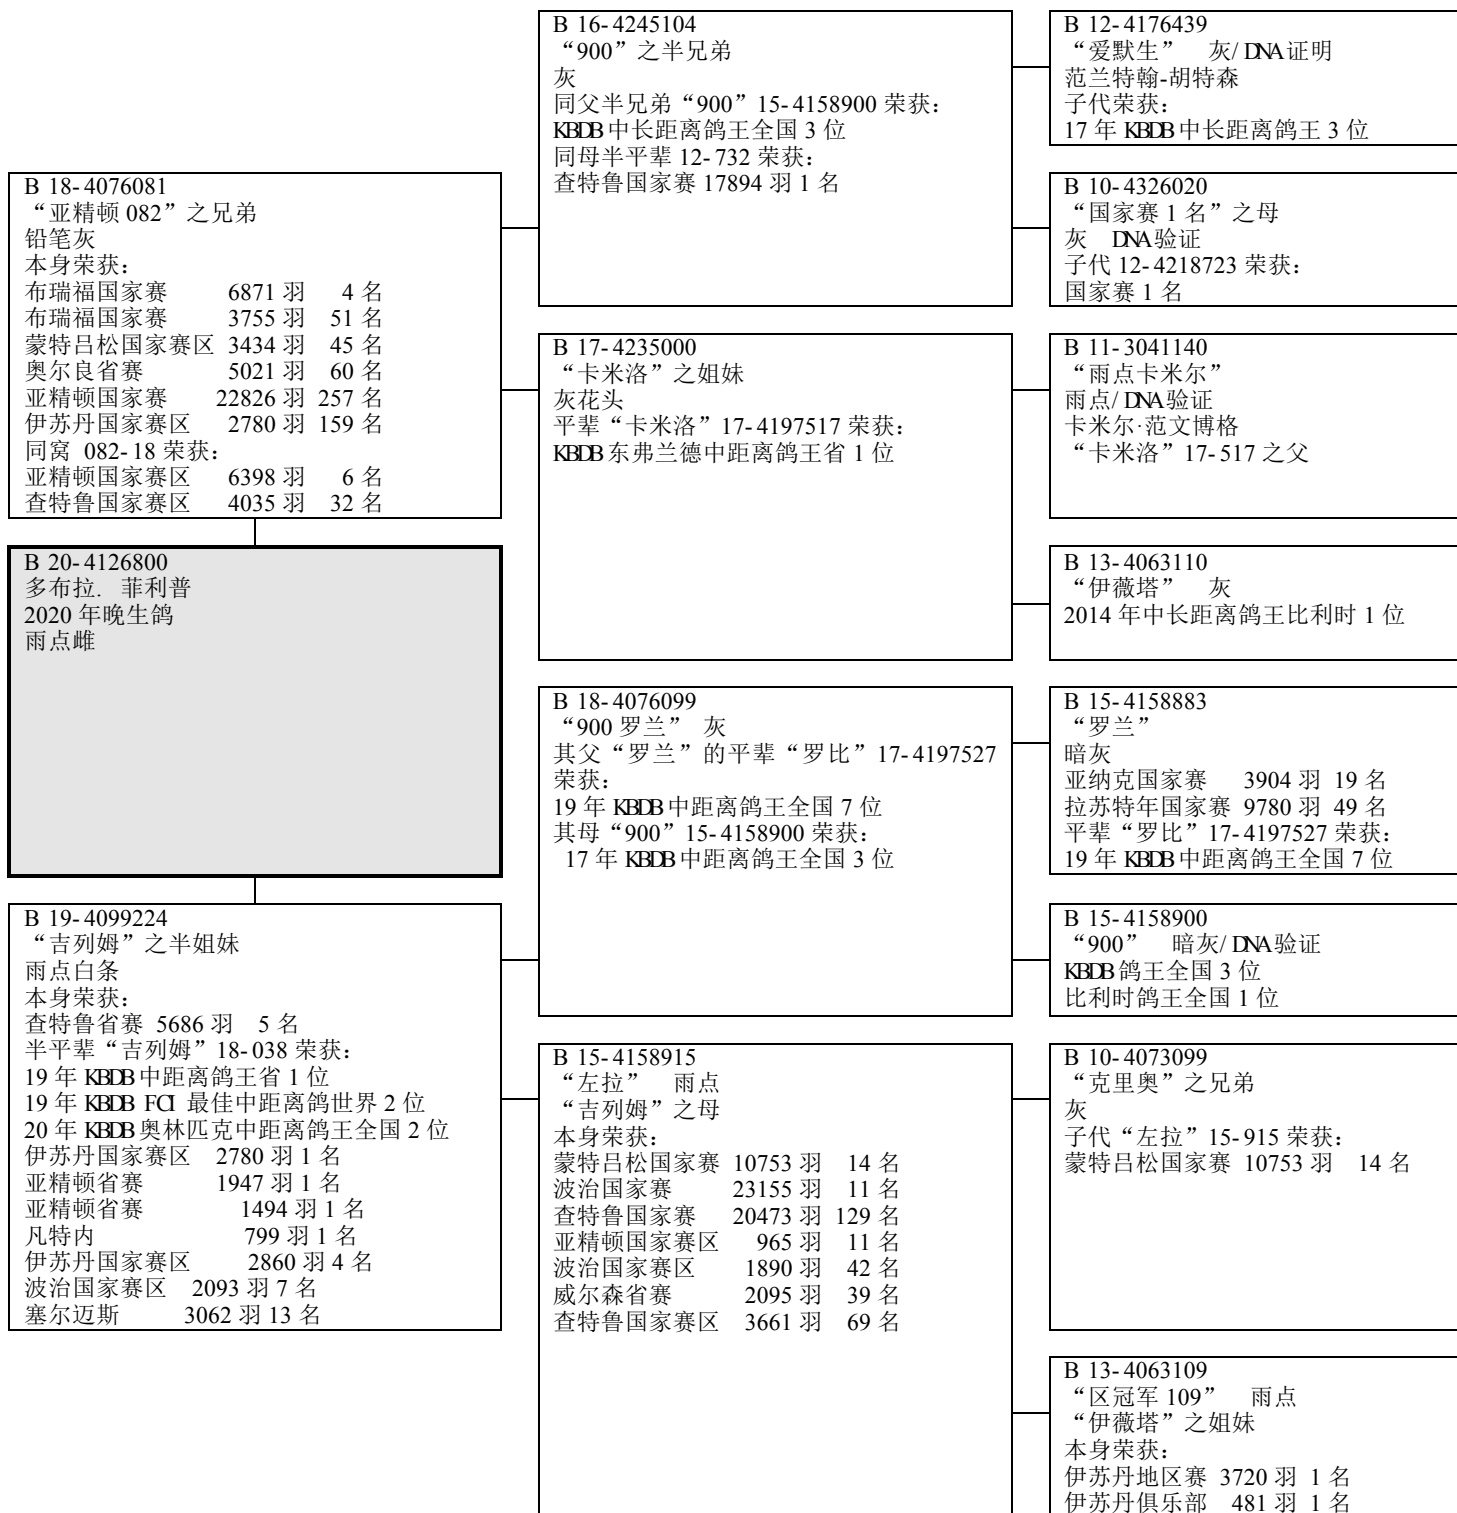 B 18-4076081
“亚精顿 082”之兄弟
铅笔灰
本身荣获：
布瑞福国家赛 6871 羽 4 名
布瑞福国家赛 3755 羽 51 名
蒙特吕松国家赛区 3434 羽 45 名
奥尔良省赛 5021 羽 60 名
亚精顿国家赛 22826 羽 257 名
伊苏丹国家赛区 2780 羽 159 名
同窝 082-18 荣获：
亚精顿国家赛区 6398 羽 6 名
查特鲁国家赛区 4035 羽 32 名
B 20-4126800
多布拉. 菲利普
2020 年晚生鸽
雨点雌
B 19-4099224
“吉列姆”之半姐妹
雨点白条
本身荣获：
查特鲁省赛 5686 羽 5 名
半平辈“吉列姆”18-038 荣获：
19 年 KBDB 中距离鸽王省 1 位
19 年 KBDB FCI 最佳中距离鸽世界 2 位
20 年 KBDB 奥林匹克中距离鸽王全国 2 位
伊苏丹国家赛区 2780 羽 1 名
亚精顿省赛 1947 羽 1 名
亚精顿省赛 1494 羽 1 名
凡特内 799 羽 1 名
伊苏丹国家赛区 2860 羽 4 名
波治国家赛区 2093 羽 7 名
塞尔迈斯 3062 羽 13 名
B 16-4245104
“900”之半兄弟
灰
同父半兄弟“900”15-4158900 荣获：
KBDB 中长距离鸽王全国 3 位
同母半平辈 12-732 荣获：
查特鲁国家赛 17894 羽 1 名
B 17-4235000
“卡米洛”之姐妹
灰花头
平辈“卡米洛”17-4197517 荣获：
KBDB 东弗兰德中距离鸽王省 1 位
B 18-4076099
“900 罗兰” 灰
其父“罗兰”的平辈“罗比”17-4197527
荣获：
19 年 KBDB 中距离鸽王全国 7 位
其母“900”15-4158900 荣获：
17 年 KBDB 中距离鸽王全国 3 位
B 15-4158915
“左拉” 雨点
“吉列姆”之母
本身荣获：
蒙特吕松国家赛 10753 羽 14 名
波治国家赛 23155 羽 11 名
查特鲁国家赛 20473 羽 129 名
亚精顿国家赛区 965 羽 11 名
波治国家赛区 1890 羽 42 名
威尔森省赛 2095 羽 39 名
查特鲁国家赛区 3661 羽 69 名
B 12-4176439
“爱默生” 灰/DNA 证明
范兰特翰-胡特森
子代荣获：
17 年 KBDB 中长距离鸽王 3 位
B 10-4326020
“国家赛 1 名”之母
灰 DNA 验证
子代 12-4218723 荣获：
国家赛 1 名
B 11-3041140
“雨点卡米尔”
雨点/DNA 验证
卡米尔·范文博格
“卡米洛”17-517 之父
B 13-4063110
“伊薇塔” 灰
2014 年中长距离鸽王比利时 1 位
B 15-4158883
“罗兰”
暗灰
亚纳克国家赛 3904 羽 19 名
拉苏特年国家赛 9780 羽 49 名
平辈“罗比”17-4197527 荣获：
19 年 KBDB 中距离鸽王全国 7 位
B 15-4158900
“900” 暗灰/DNA 验证
KBDB 鸽王全国 3 位
比利时鸽王全国 1 位
B 10-4073099
“克里奥”之兄弟
灰
子代“左拉”15-915 荣获：
蒙特吕松国家赛 10753 羽 14 名
B 13-4063109
“区冠军 109” 雨点
“伊薇塔”之姐妹
本身荣获：
伊苏丹地区赛 3720 羽 1 名
伊苏丹俱乐部 481 羽 1 名